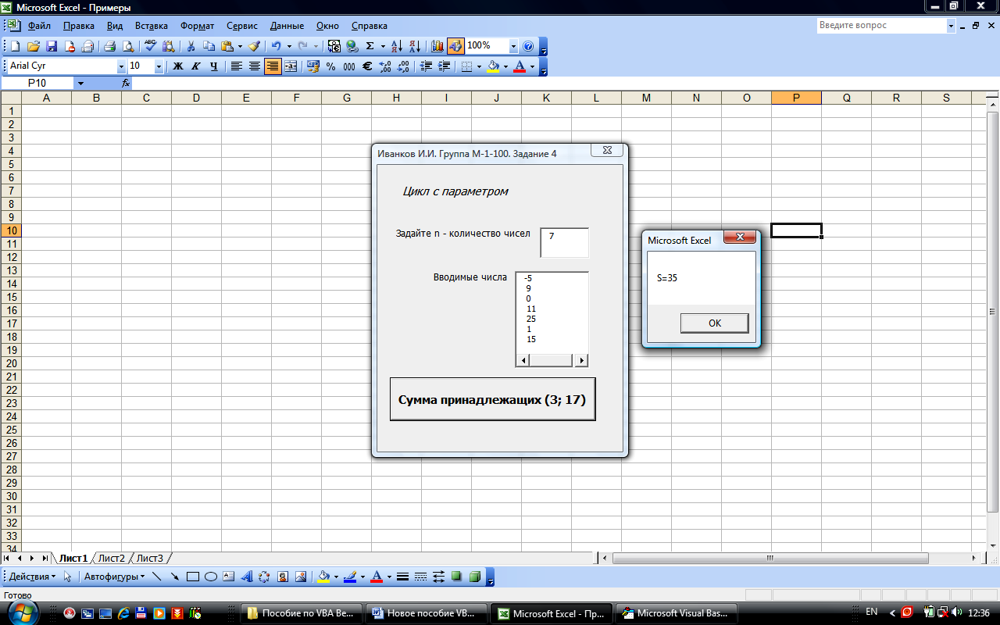 Microsoft Excel - Примеры
Файл Правка Вид Вставка Формат Сервис Данные Окно Справка Введите вопрос
100%
Arial Cyr 10 Ж К Ч % 000 €
P10 fx
A B C D E F G H I J K L M N O P Q R S
1
2
3
4
5
6
7
8
9
10
11
12
13
14
15
16
17
18
19
20
21
22
23
24
25
26
27
28
29
30
31
32
33
34
Иванков И.И. Группа М-1-100. Задание 4
Цикл с параметром
Задайте n - количество чисел 7
Вводимые числа
-5
9
0
11
25
1
15
Сумма принадлежащих (3; 17)
Microsoft Excel
S=35
OK
Лист1 Лист2 Лист3
Действия Автофигуры
Готово
Пособие по VBA Ве... Новое пособие VB... Microsoft Excel - Пр... Microsoft Visual Bas... EN 12:36